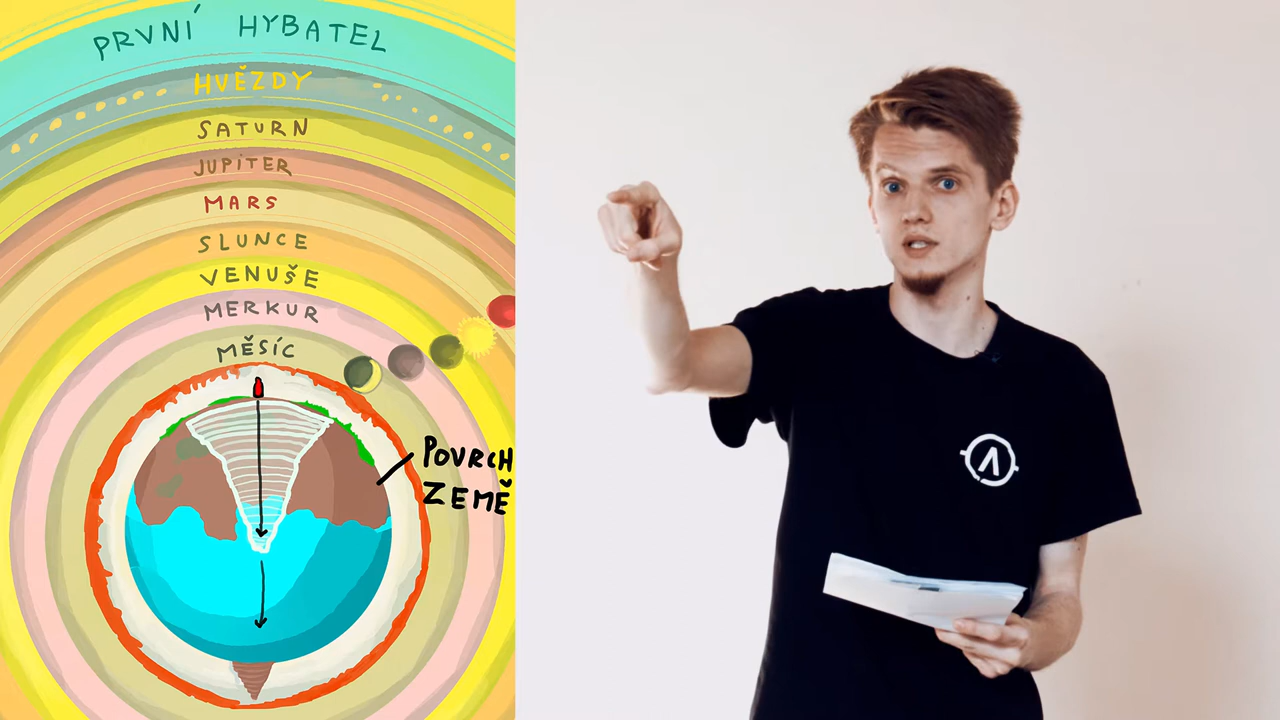 PRVNÍ HYBATEL
HVĚZDY
SATURN
JUPITER
MARS
SLUNCE
VENUŠE
MERKUR
MĚSÍC
POVRCH
ZEMĚ